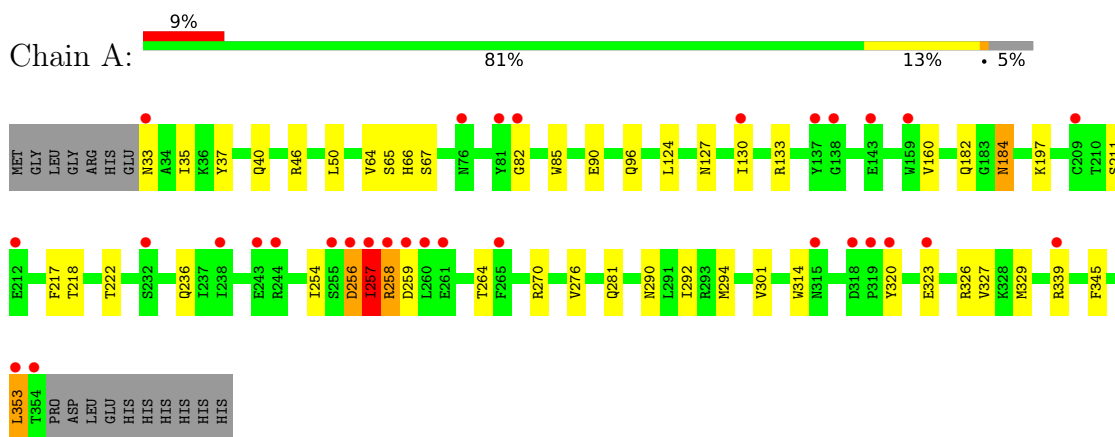 9%
Chain A:
81% 13% • 5%
MET GLY LEU GLY ARG HIS GLU N33 A34 I35 K36 Y37 Q40 R46 L50 V64 S65 H66 S67 N76 Y81 G82 W85 E90 Q96 L124 N127 I130 R133 Y137 G138 E143 W159 V160 Q182 G183 N184 K197 C209 T210 S211
E212 F217 T218 T222 S232 Q236 I237 I238 E243 R244 I254 S255 D256 I257 R258 D259 L260 E261 T264 F265 R270 V276 Q281 N290 L291 I292 R293 M294 V301 W314 N315 D318 P319 Y320 E323 R326 V327 K328 M329 R339 F345
L353 T354 PRO ASP LEU GLU HIS HIS HIS HIS HIS HIS